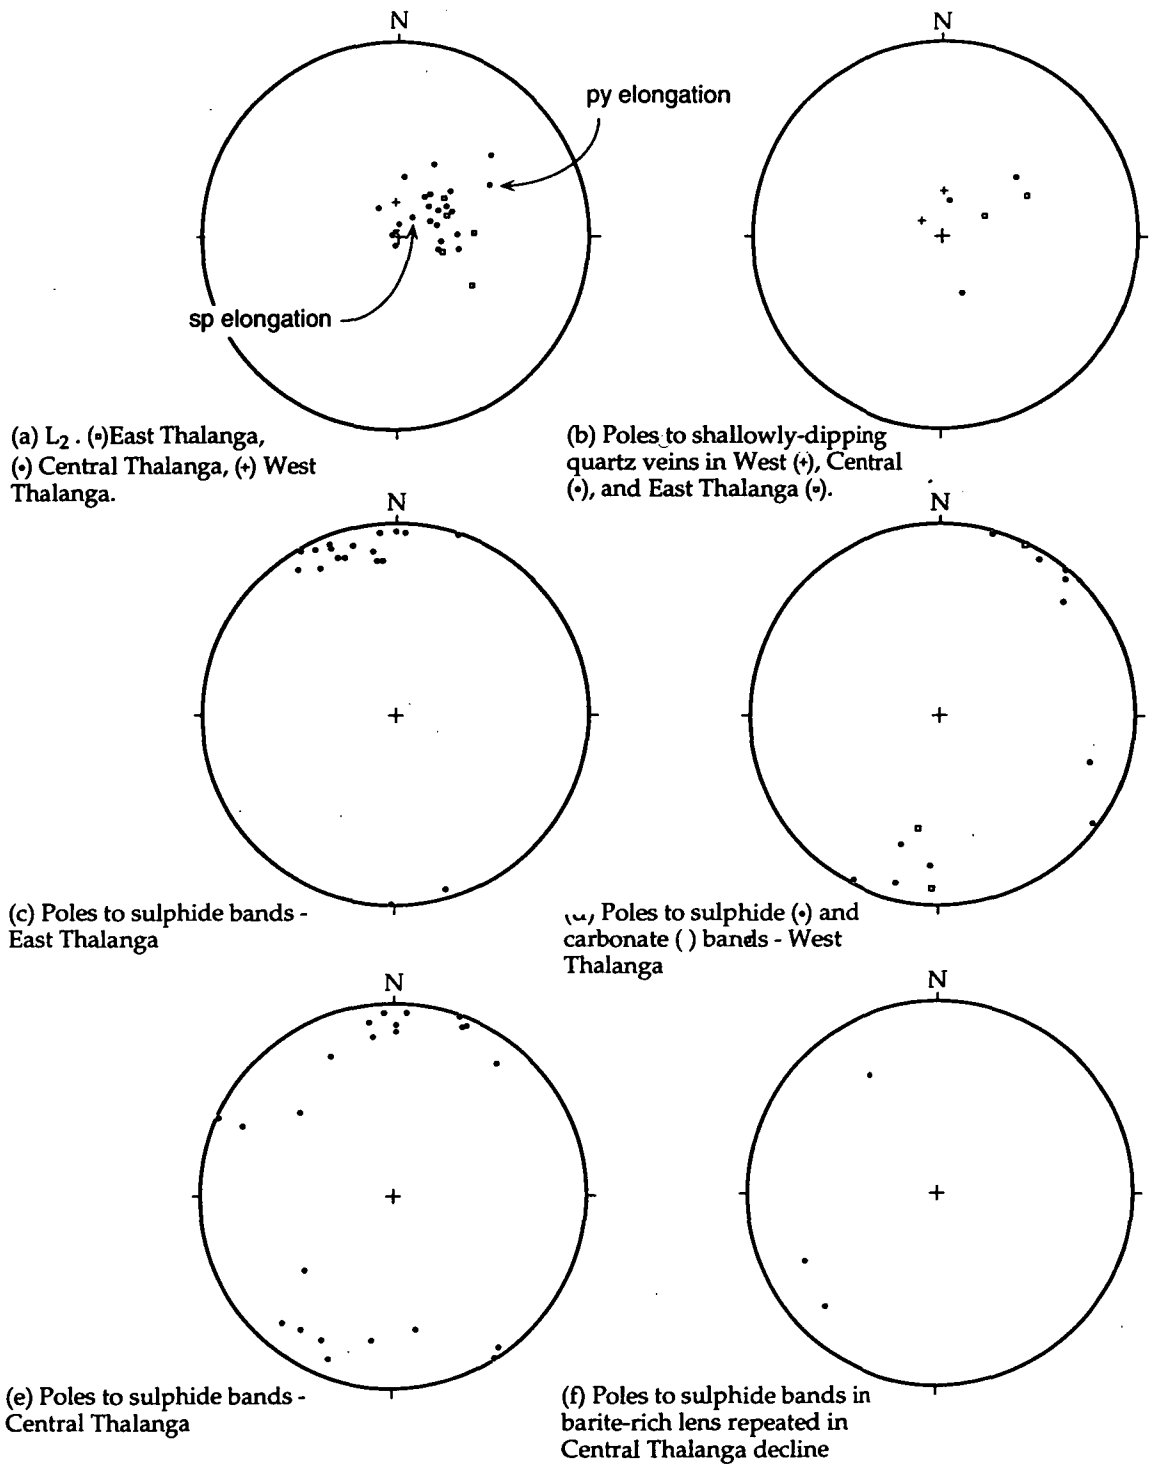 N
N
py elongation
sp elongation
(a) L₂ . (▫)East Thalanga,
(•) Central Thalanga, (+) West
Thalanga.
(b) Poles to shallowly-dipping
quartz veins in West (+), Central
(•), and East Thalanga (▫).
N
N
(c) Poles to sulphide bands -
East Thalanga
Poles to sulphide (•) and
carbonate ( ) bands - West
Thalanga
N
N
(e) Poles to sulphide bands -
Central Thalanga
(f) Poles to sulphide bands in
barite-rich lens repeated in
Central Thalanga decline